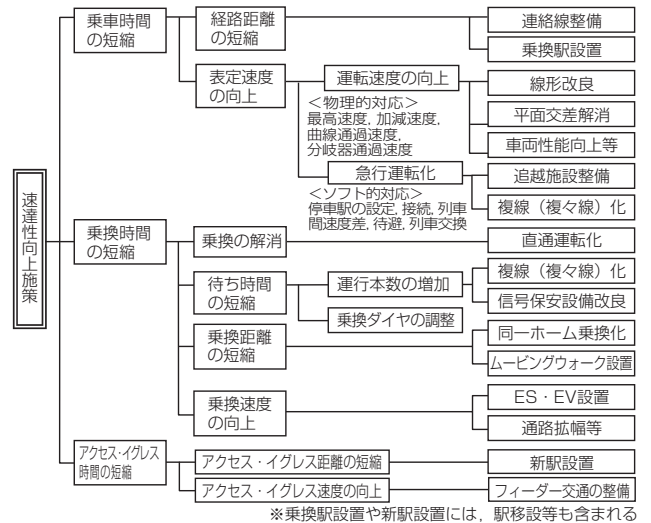 速達性向上施策
乗車時間
の短縮
経路距離
の短縮
連絡線整備
乗換駅設置
表定速度
の向上
運転速度の向上
<物理的対応>
最高速度, 加減速度,
曲線通過速度,
分岐器通過速度
線形改良
平面交差解消
車両性能向上等
急行運転化
<ソフト的対応>
停車駅の設定, 接続, 列車
間速度差, 待避, 列車交換
追越施設整備
複線（複々線）化
乗換時間
の短縮
乗換の解消
直通運転化
待ち時間
の短縮
運行本数の増加
複線（複々線）化
信号保安設備改良
乗換ダイヤの調整
乗換距離
の短縮
同一ホーム乗換化
ムービングウォーク設置
乗換速度
の向上
ES・EV設置
通路拡幅等
アクセス・イグレス
時間の短縮
アクセス・イグレス距離の短縮
新駅設置
アクセス・イグレス速度の向上
フィーダー交通の整備
※乗換駅設置や新駅設置には，駅移設等も含まれる